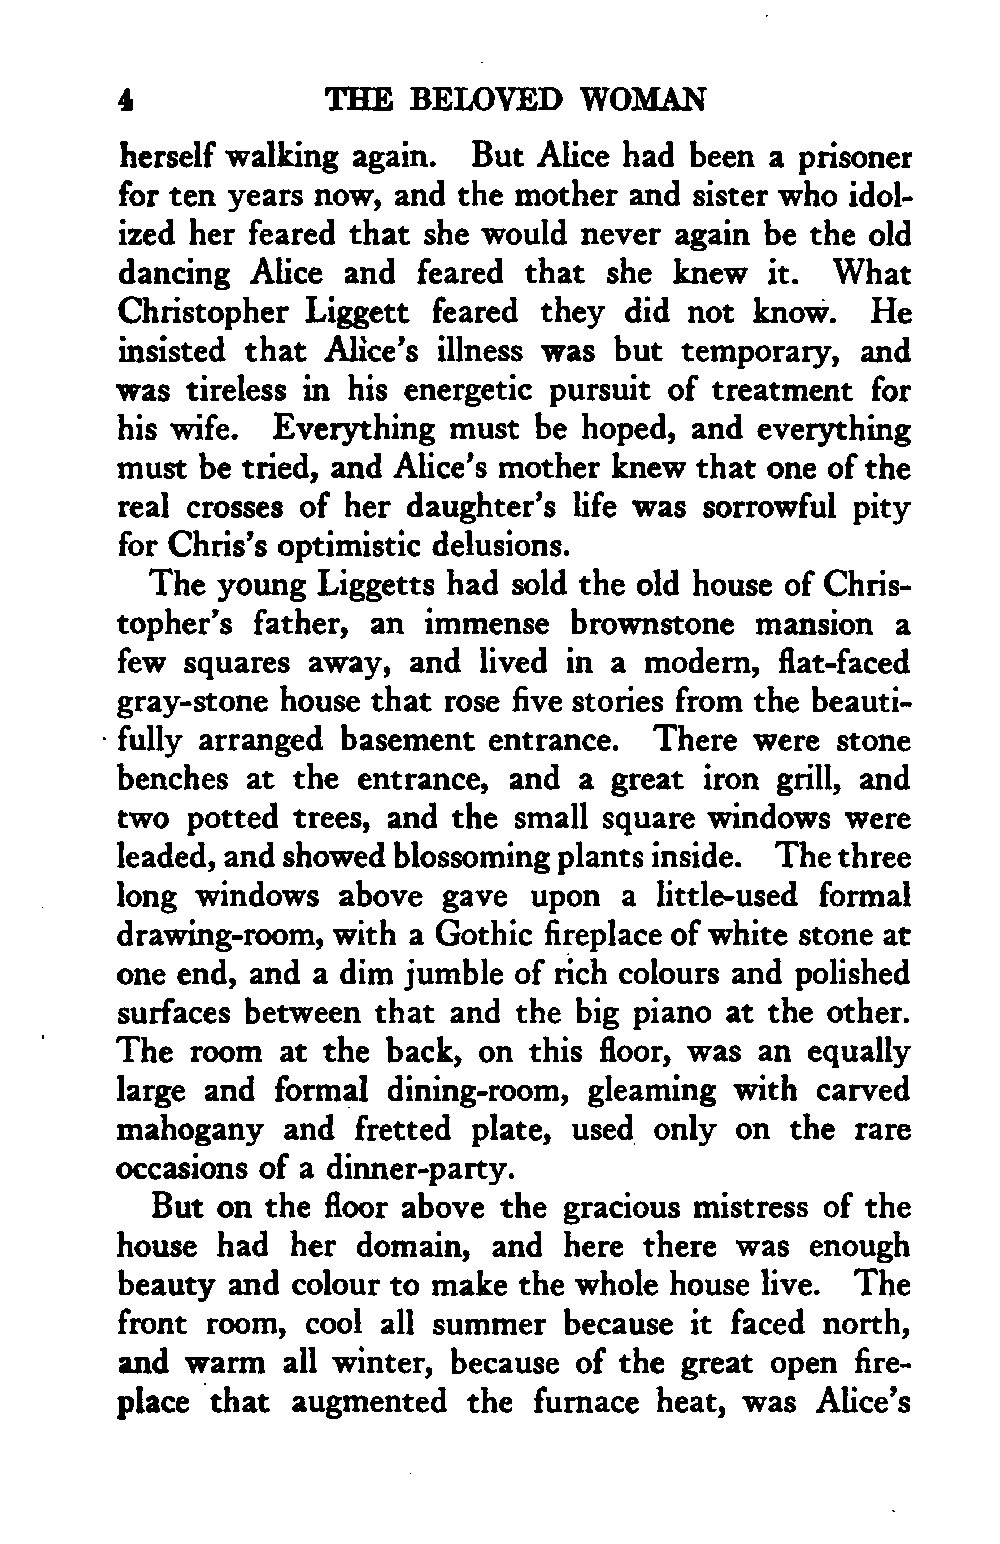 4 THE BELOVED WOMAN
herself walking again. But Alice had been a prisoner
for ten years now, and the mother and sister who idol-
ized her feared that she would never again be the old
dancing Alice and feared that she knew it. What
Christopher Liggett feared they did not know. He
insisted that Alice's illness was but temporary, and
was tireless in his energetic pursuit of treatment for
his wife. Everything must be hoped, and everything
must be tried, and Alice's mother knew that one of the
real crosses of her daughter's life was sorrowful pity
for Chris's optimistic delusions.
The young Liggetts had sold the old house of Chris-
topher's father, an immense brownstone mansion a
few squares away, and lived in a modern, flat-faced
gray-stone house that rose five stories from the beauti-
fully arranged basement entrance. There were stone
benches at the entrance, and a great iron grill, and
two potted trees, and the small square windows were
leaded, and showed blossoming plants inside. The three
long windows above gave upon a little-used formal
drawing-room, with a Gothic fireplace of white stone at
one end, and a dim jumble of rich colours and polished
surfaces between that and the big piano at the other.
The room at the back, on this floor, was an equally
large and formal dining-room, gleaming with carved
mahogany and fretted plate, used only on the rare
occasions of a dinner-party.
But on the floor above the gracious mistress of the
house had her domain, and here there was enough
beauty and colour to make the whole house live. The
front room, cool all summer because it faced north,
and warm all winter, because of the great open fire-
place that augmented the furnace heat, was Alice's